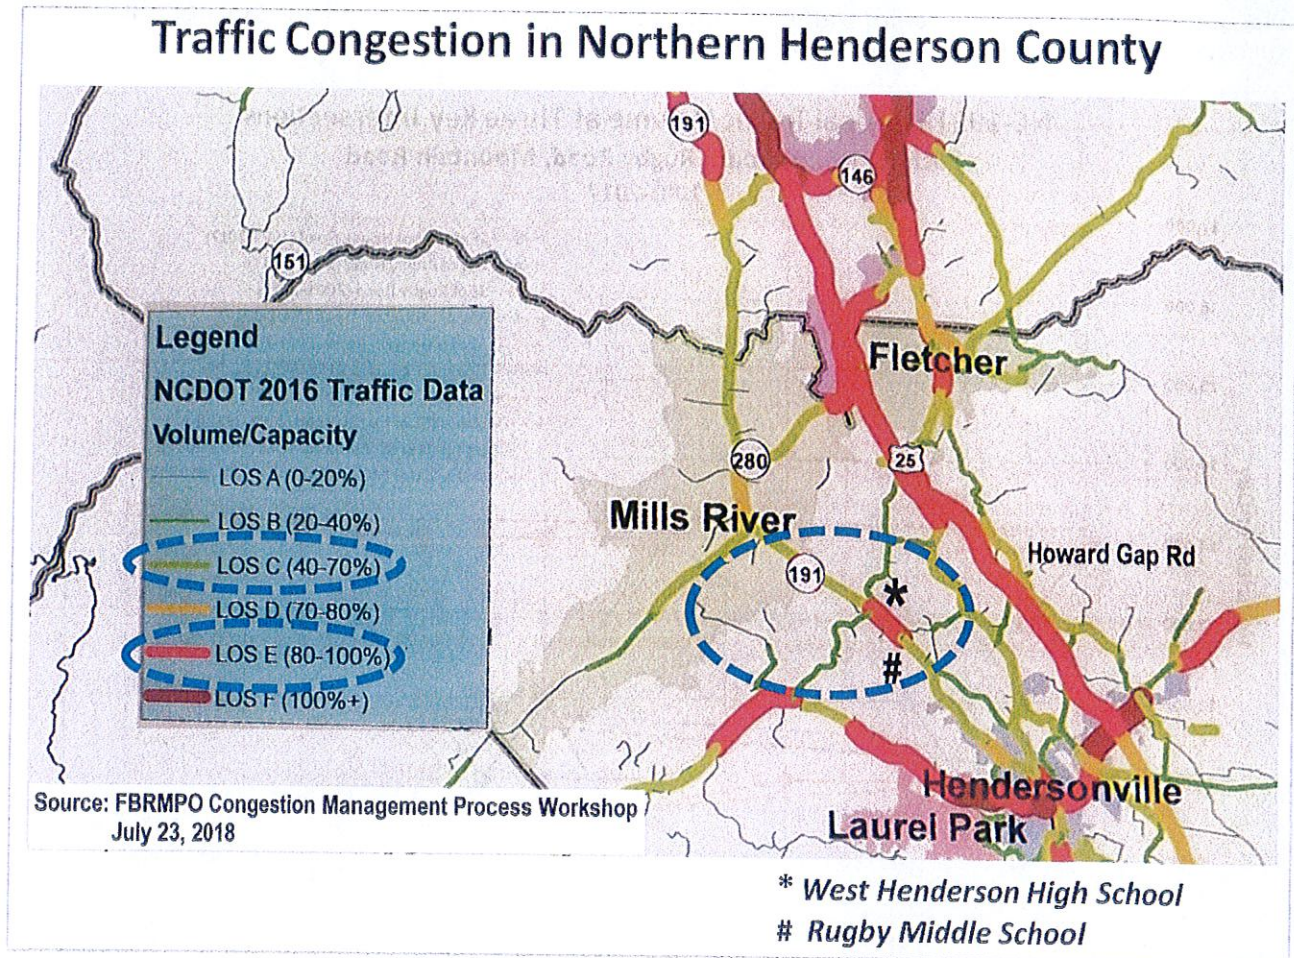 Traffic Congestion in Northern Henderson County
191
146
151
Legend
NCDOT 2016 Traffic Data
Volume/Capacity
LOS A (0-20%)
LOS B (20-40%)
LOS C (40-70%)
LOS D (70-80%)
LOS E (80-100%)
LOS F (100%+)
Fletcher
280
25
Mills River
Howard Gap Rd
191
*
#
Hendersonville
Laurel Park
Source: FBRMPO Congestion Management Process Workshop
July 23, 2018
* West Henderson High School
# Rugby Middle School